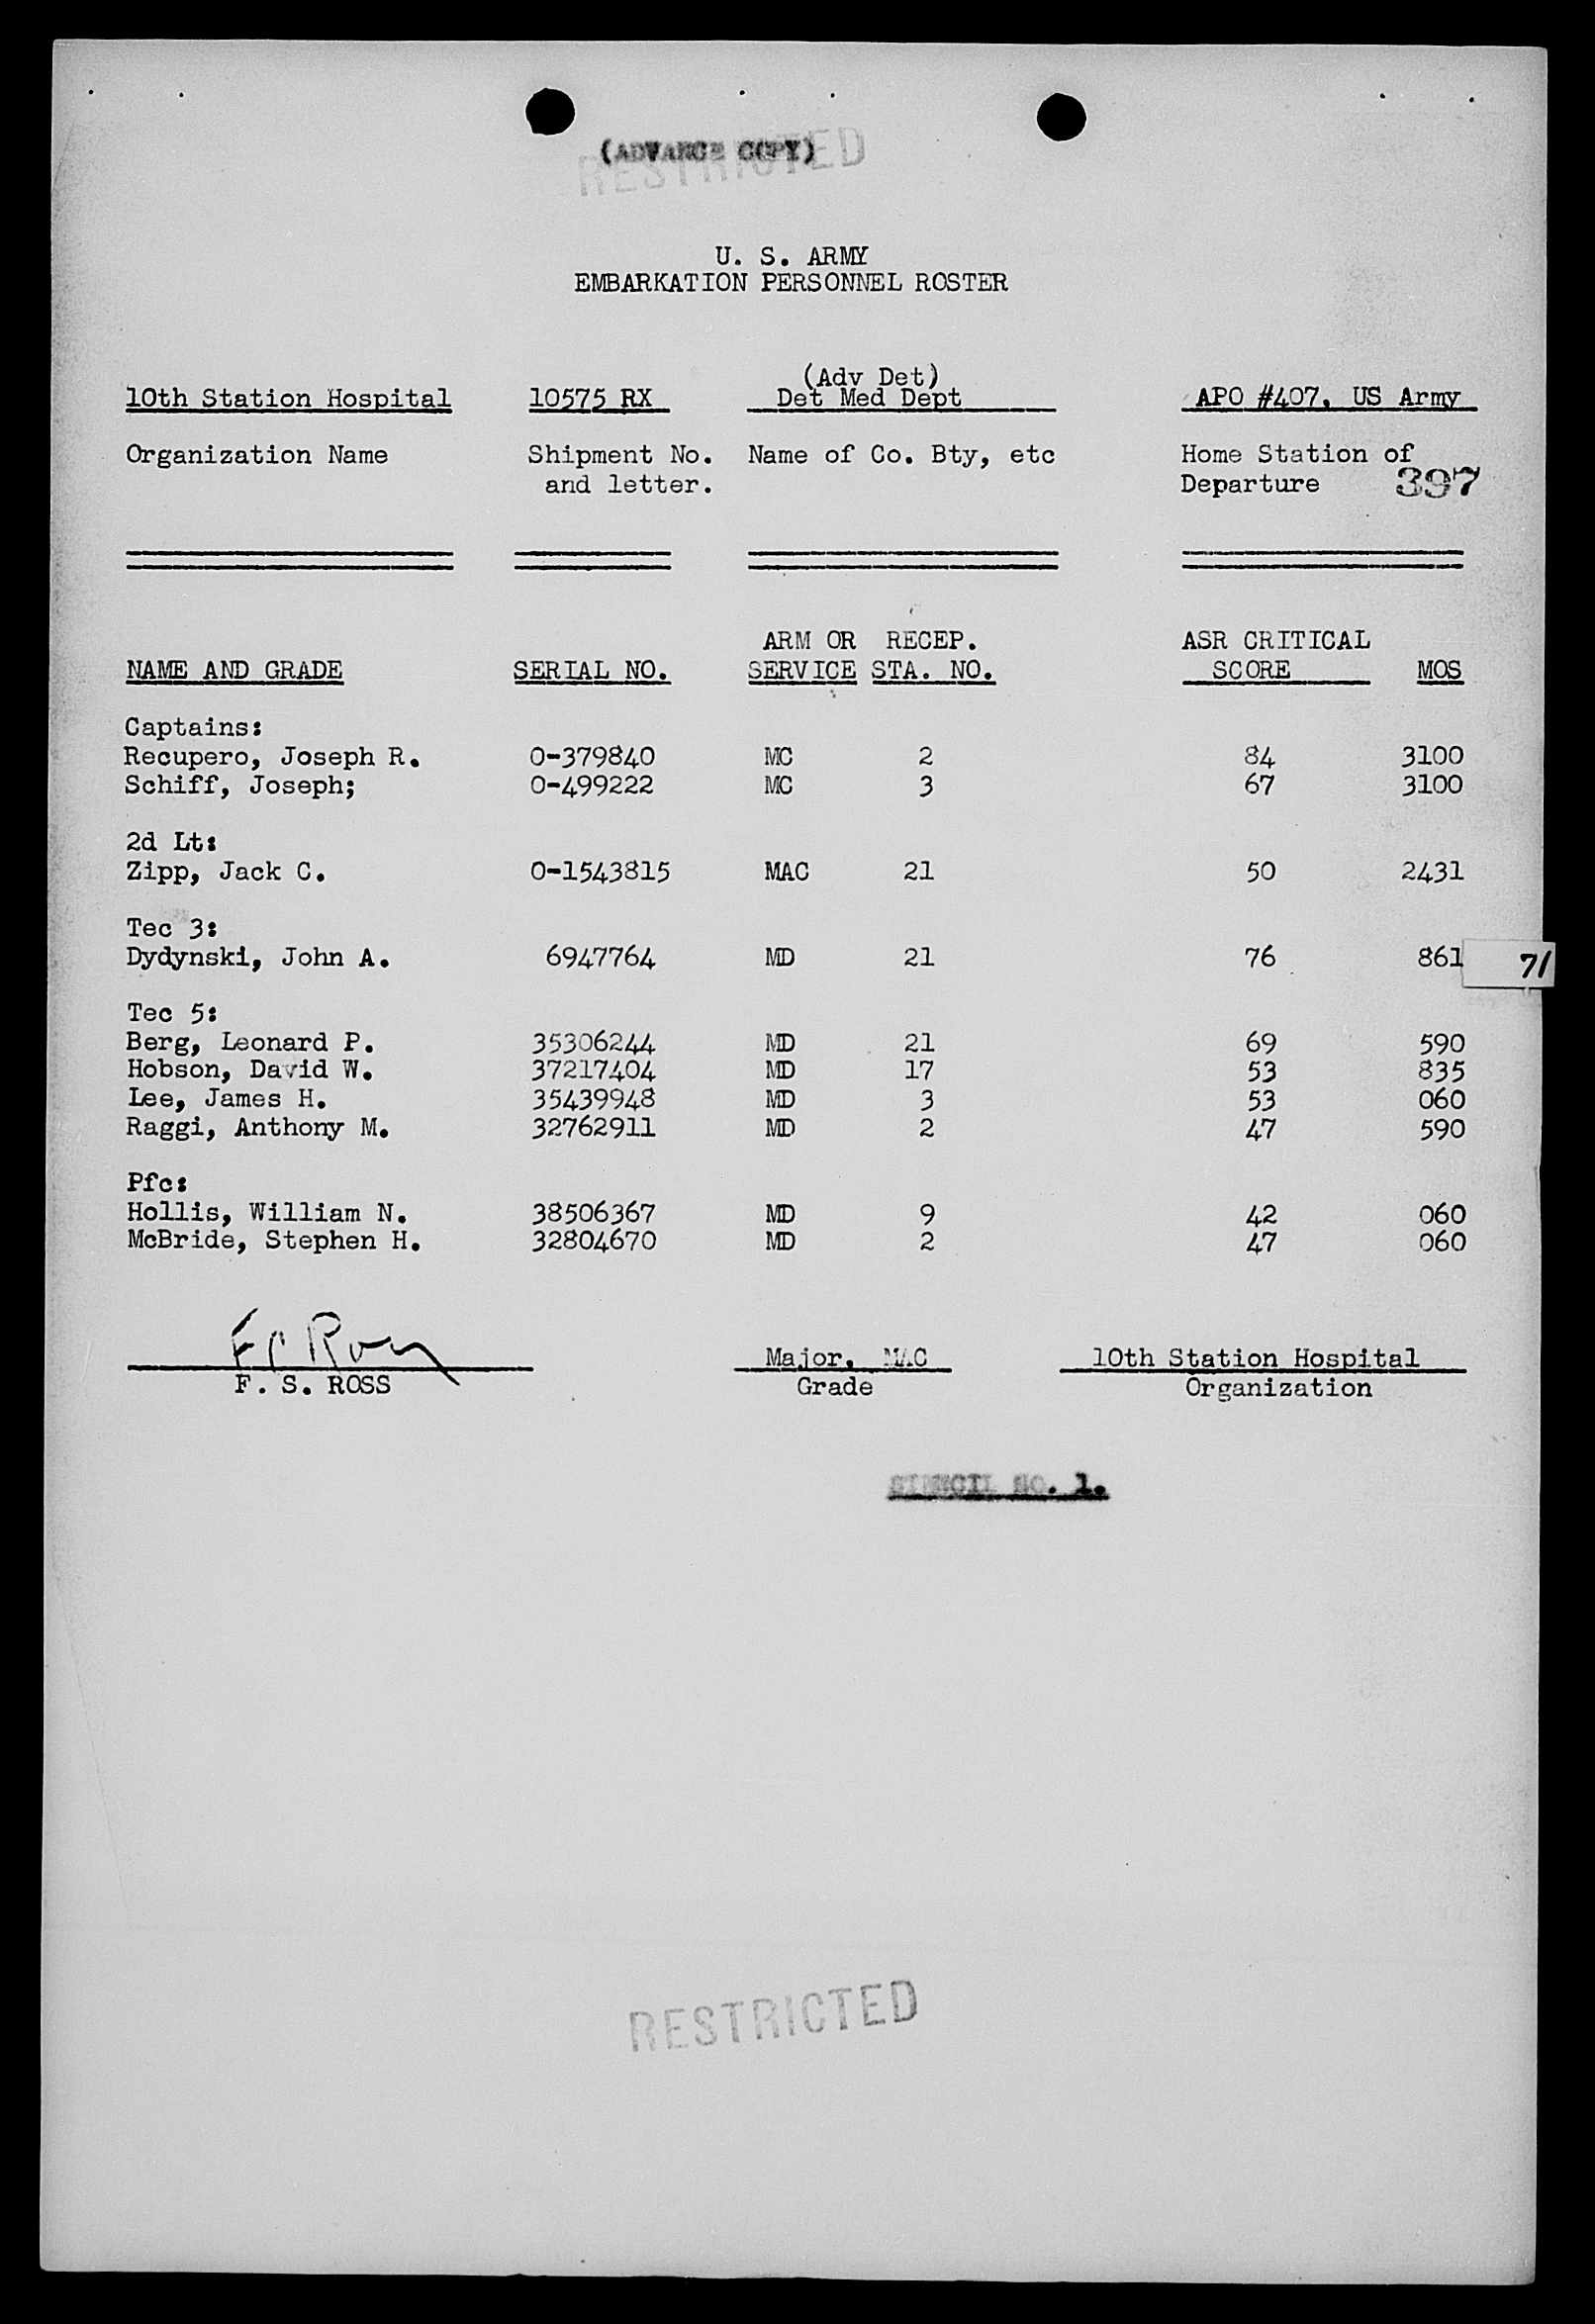 (ADVANCE COPY)
RESTRICTED
U. S. ARMY
EMBARKATION PERSONNEL ROSTER
(Adv Det)
10th Station Hospital 10575 RX Det Med Dept APO #407, US Army
Organization Name Shipment No. Name of Co. Bty, etc Home Station of
and letter. Departure 397
ARM OR RECEP. ASR CRITICAL
NAME AND GRADE SERIAL NO. SERVICE STA. NO. SCORE MOS
Captains:
Recupero, Joseph R. O-379840 MC 2 84 3100
Schiff, Joseph; O-499222 MC 3 67 3100
2d Lt:
Zipp, Jack C. O-1543815 MAC 21 50 2431
Tec 3:
Dydynski, John A. 6947764 MD 21 76 861 71
Tec 5:
Berg, Leonard P. 35306244 MD 21 69 590
Hobson, David W. 37217404 MD 17 53 835
Lee, James H. 35439948 MD 3 53 060
Raggi, Anthony M. 32762911 MD 2 47 590
Pfc:
Hollis, William N. 38506367 MD 9 42 060
McBride, Stephen H. 32804670 MD 2 47 060
Major, MAC 10th Station Hospital
F. S. ROSS Grade Organization
NO. 1.
RESTRICTED